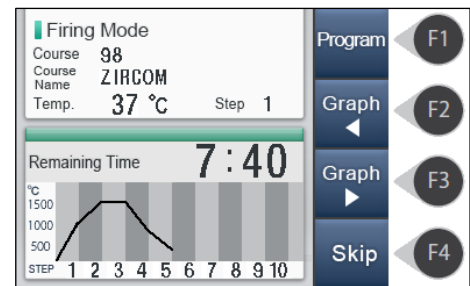 Firing Mode
Course 98
Course Name ZIRCOM
Temp. 37 °C Step 1
Remaining Time 7:40
°C
1500
1000
500
STEP 1 2 3 4 5 6 7 8 9 10
Program F1
Graph F2
Graph F3
Skip F4